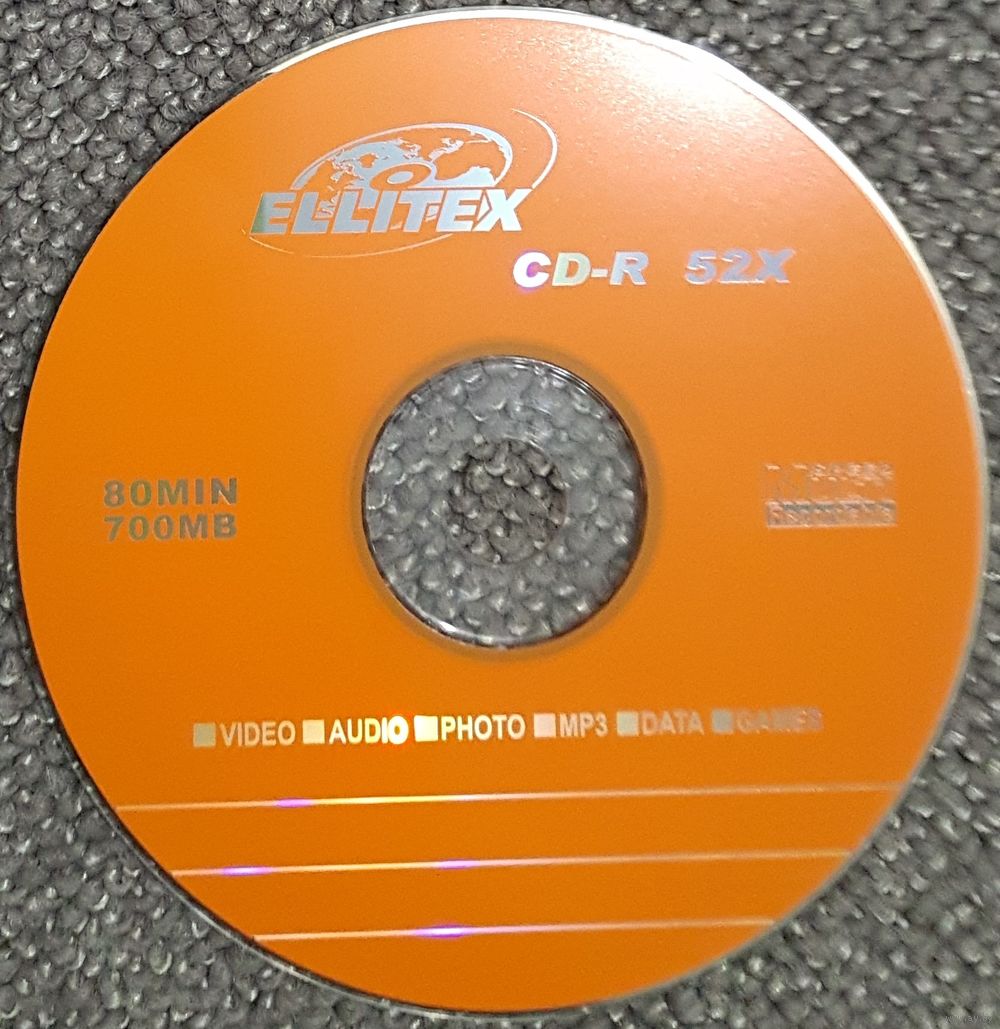 ELLITEX
CD-R 52X
80MIN
700MB
VIDEO AUDIO PHOTO MP3 DATA GAMES